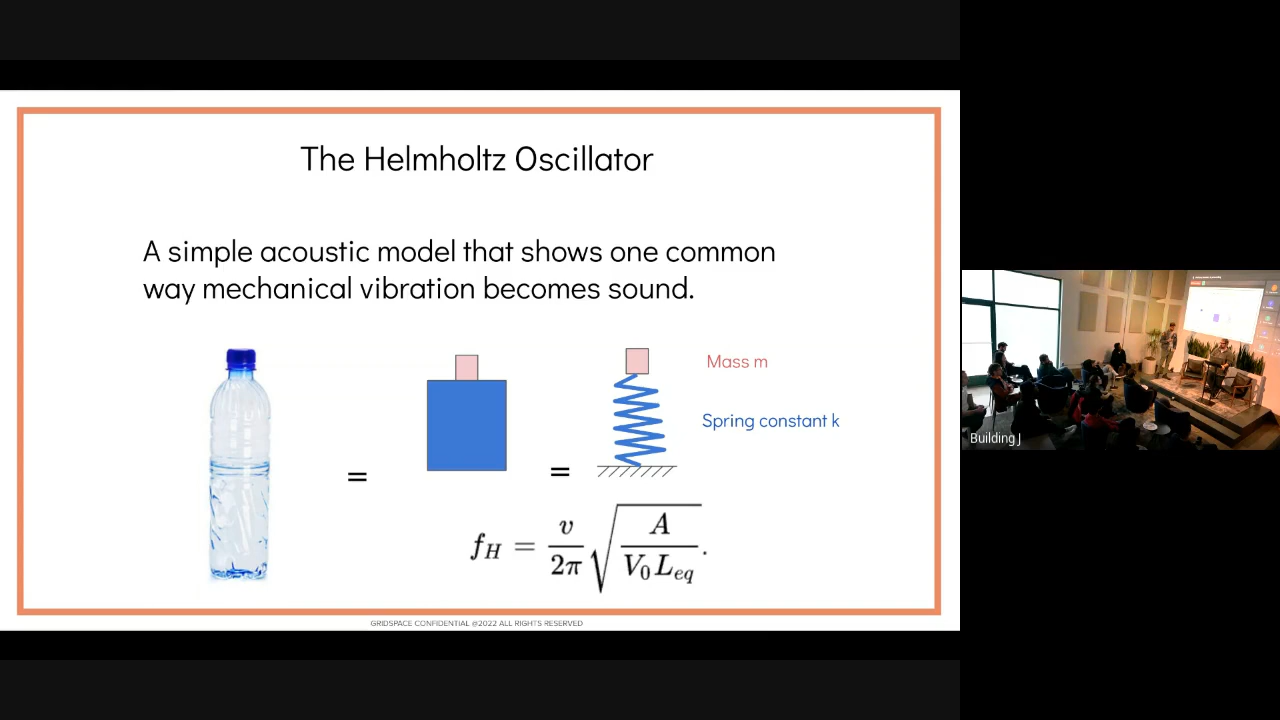 The Helmholtz Oscillator
A simple acoustic model that shows one common
way mechanical vibration becomes sound.
Mass m
Spring constant k
=
=
f_H = v/2π √(A/(V_0 L_eq)).
GRIDSPACE CONFIDENTIAL @2022 ALL RIGHTS RESERVED
Building J